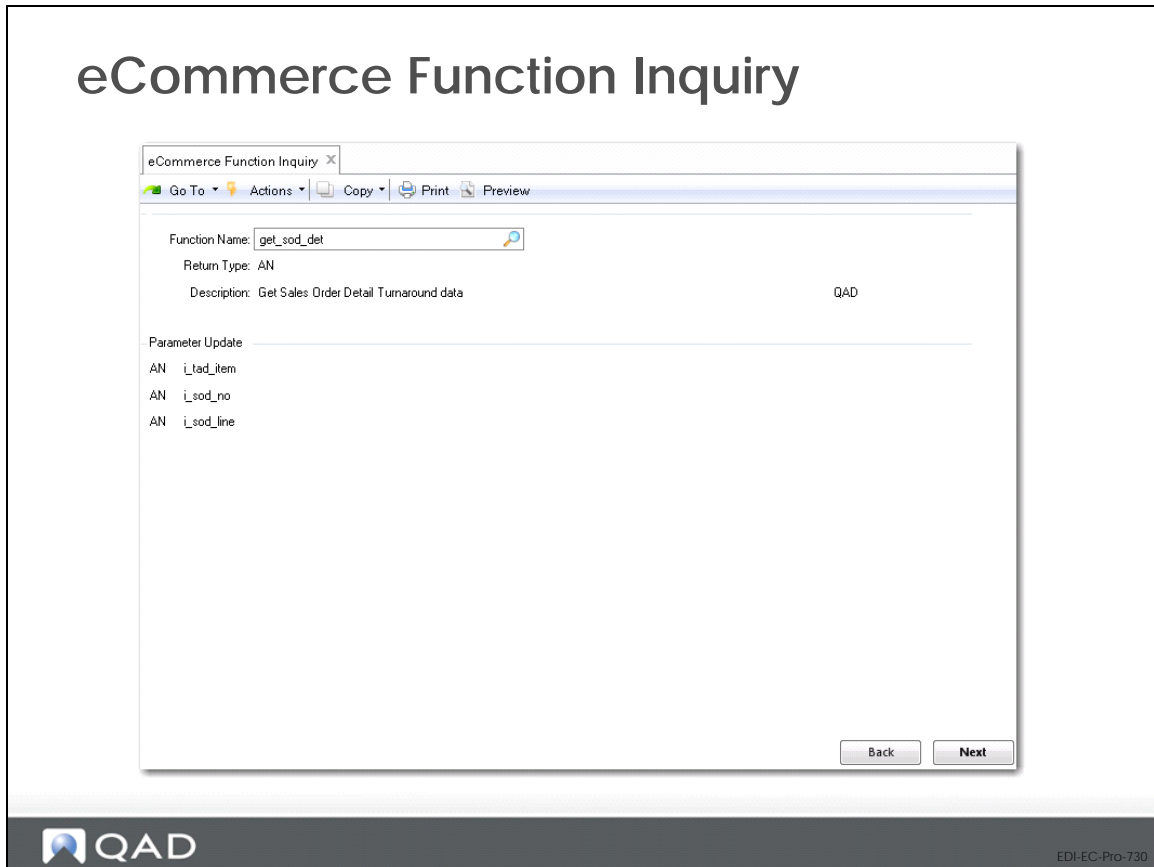 eCommerce Function Inquiry
eCommerce Function Inquiry X
Go To Actions Copy Print Preview
Function Name: get_sod_det
Return Type: AN
Description: Get Sales Order Detail Turnaround data QAD
Parameter Update
AN i_tad_item
AN i_sod_no
AN i_sod_line
Back Next
QAD
EDI-EC-Pro-730